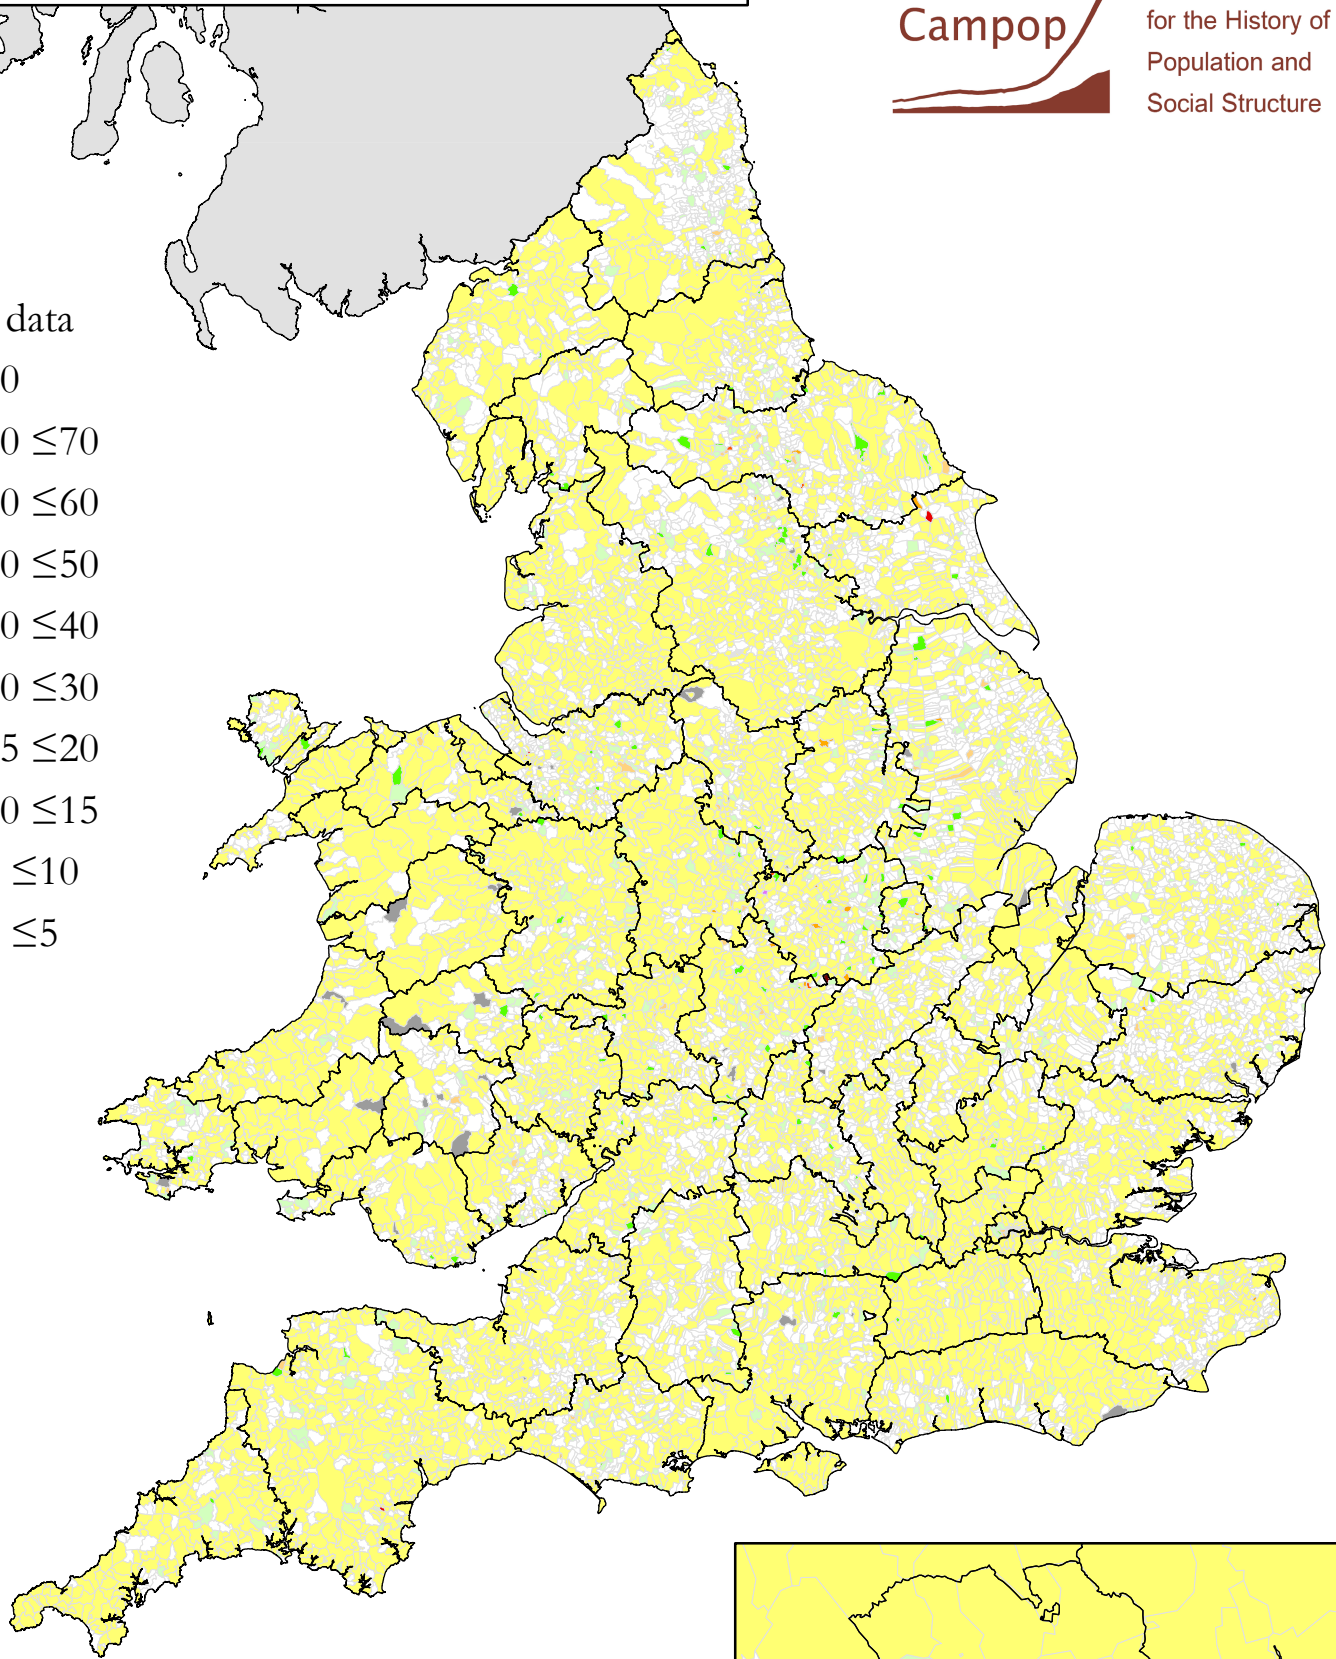 Campop
for the History of
Population and
Social Structure
data
0
0 ≤70
0 ≤60
0 ≤50
0 ≤40
0 ≤30
5 ≤20
0 ≤15
≤10
≤5